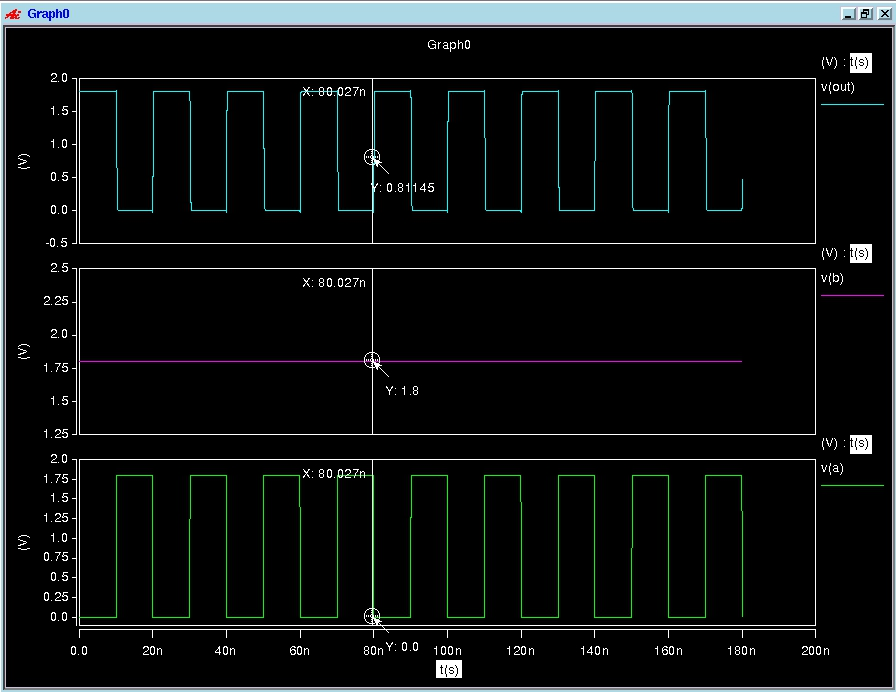 Graph0
Graph0
(V) : t(s)
v(out)
2.0
1.5
1.0
0.5
0.0
-0.5
(V)
X: 80.027n
Y: 0.81145
(V) : t(s)
v(b)
2.5
2.25
2.0
1.75
1.5
1.25
(V)
X: 80.027n
Y: 1.8
(V) : t(s)
v(a)
2.0
1.75
1.5
1.25
1.0
0.75
0.5
0.25
0.0
(V)
X: 80.027n
Y: 0.0
0.0 20n 40n 60n 80n 100n 120n 140n 160n 180n 200n
t(s)